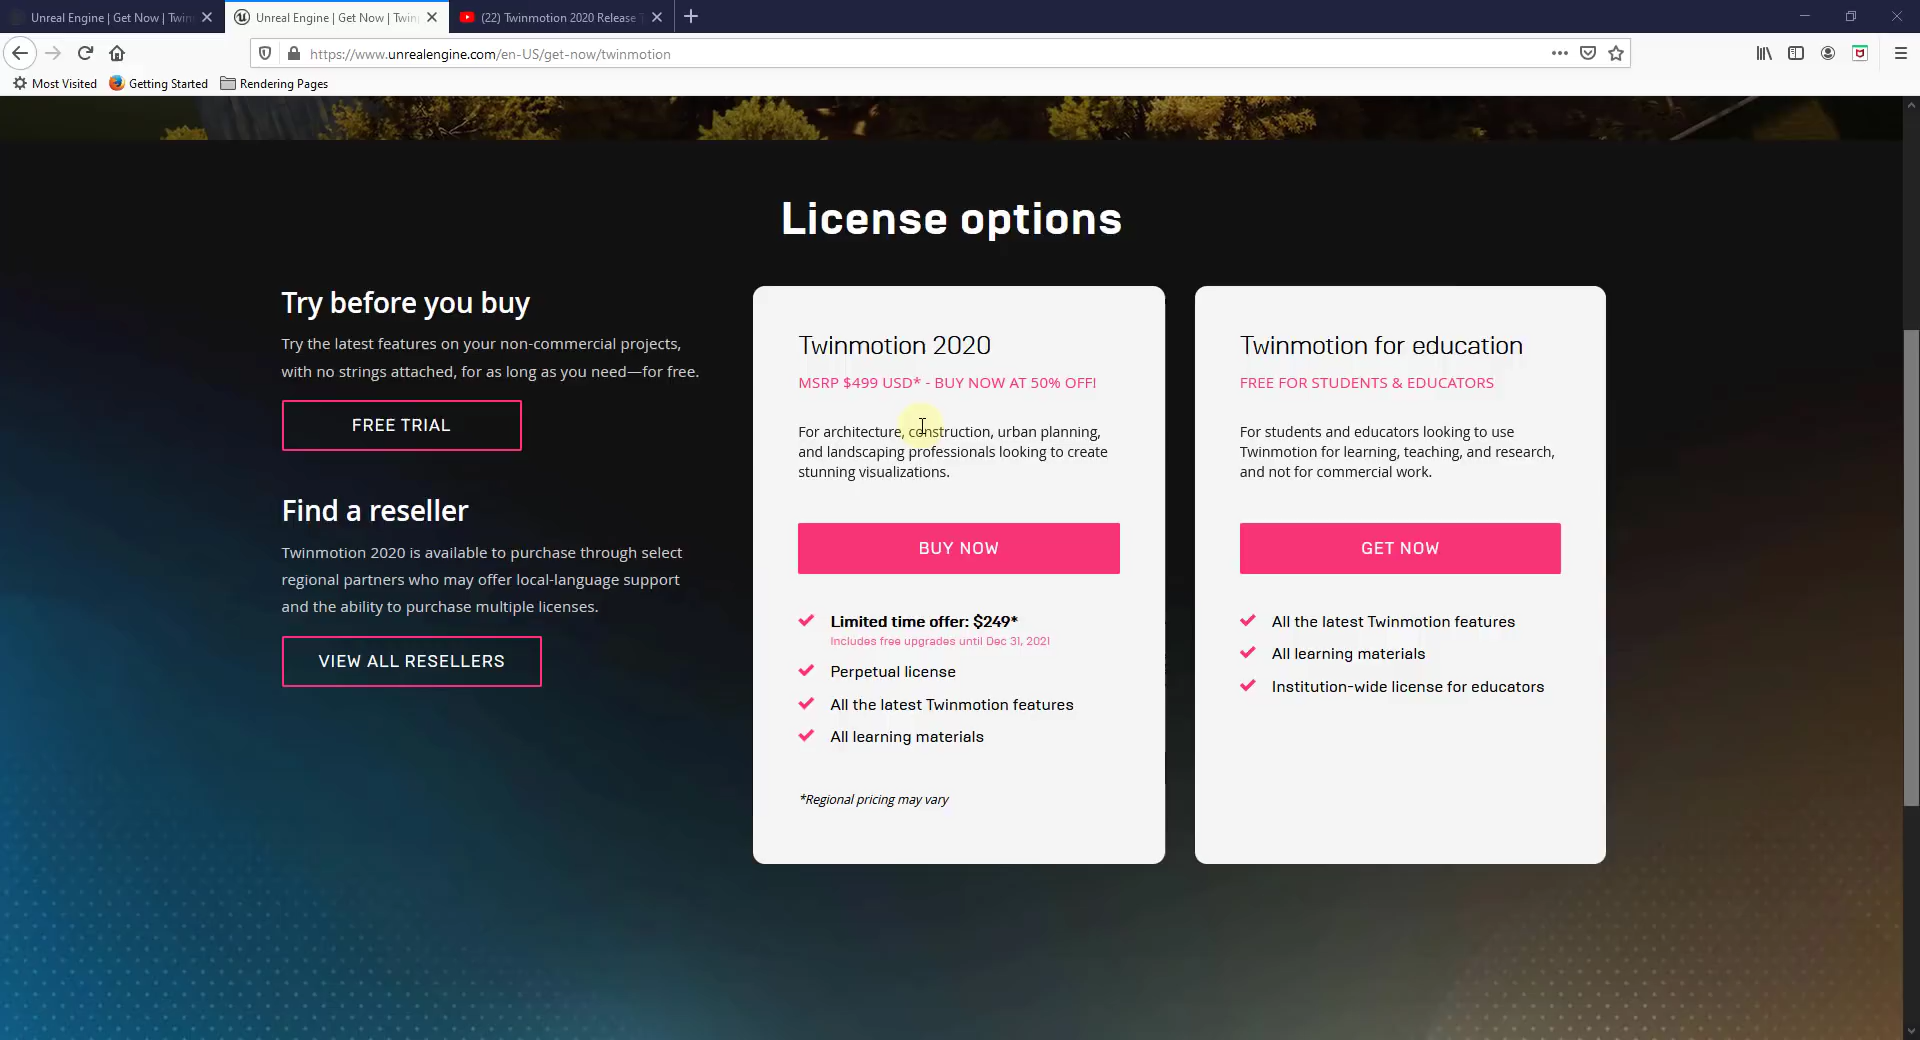 Unreal Engine | Get Now | Twin
Unreal Engine | Get Now | Twin
(22) Twinmotion 2020 Release T
https://www.unrealengine.com/en-US/get-now/twinmotion
Most Visited
Getting Started
Rendering Pages
License options
Try before you buy
Try the latest features on your non-commercial projects,
with no strings attached, for as long as you need—for free.
FREE TRIAL
Find a reseller
Twinmotion 2020 is available to purchase through select
regional partners who may offer local-language support
and the ability to purchase multiple licenses.
VIEW ALL RESELLERS
Twinmotion 2020
MSRP $499 USD* - BUY NOW AT 50% OFF!
For architecture, construction, urban planning,
and landscaping professionals looking to create
stunning visualizations.
BUY NOW
Limited time offer: $249*
Includes free upgrades until Dec 31, 2021
Perpetual license
All the latest Twinmotion features
All learning materials
*Regional pricing may vary
Twinmotion for education
FREE FOR STUDENTS & EDUCATORS
For students and educators looking to use
Twinmotion for learning, teaching, and research,
and not for commercial work.
GET NOW
All the latest Twinmotion features
All learning materials
Institution-wide license for educators